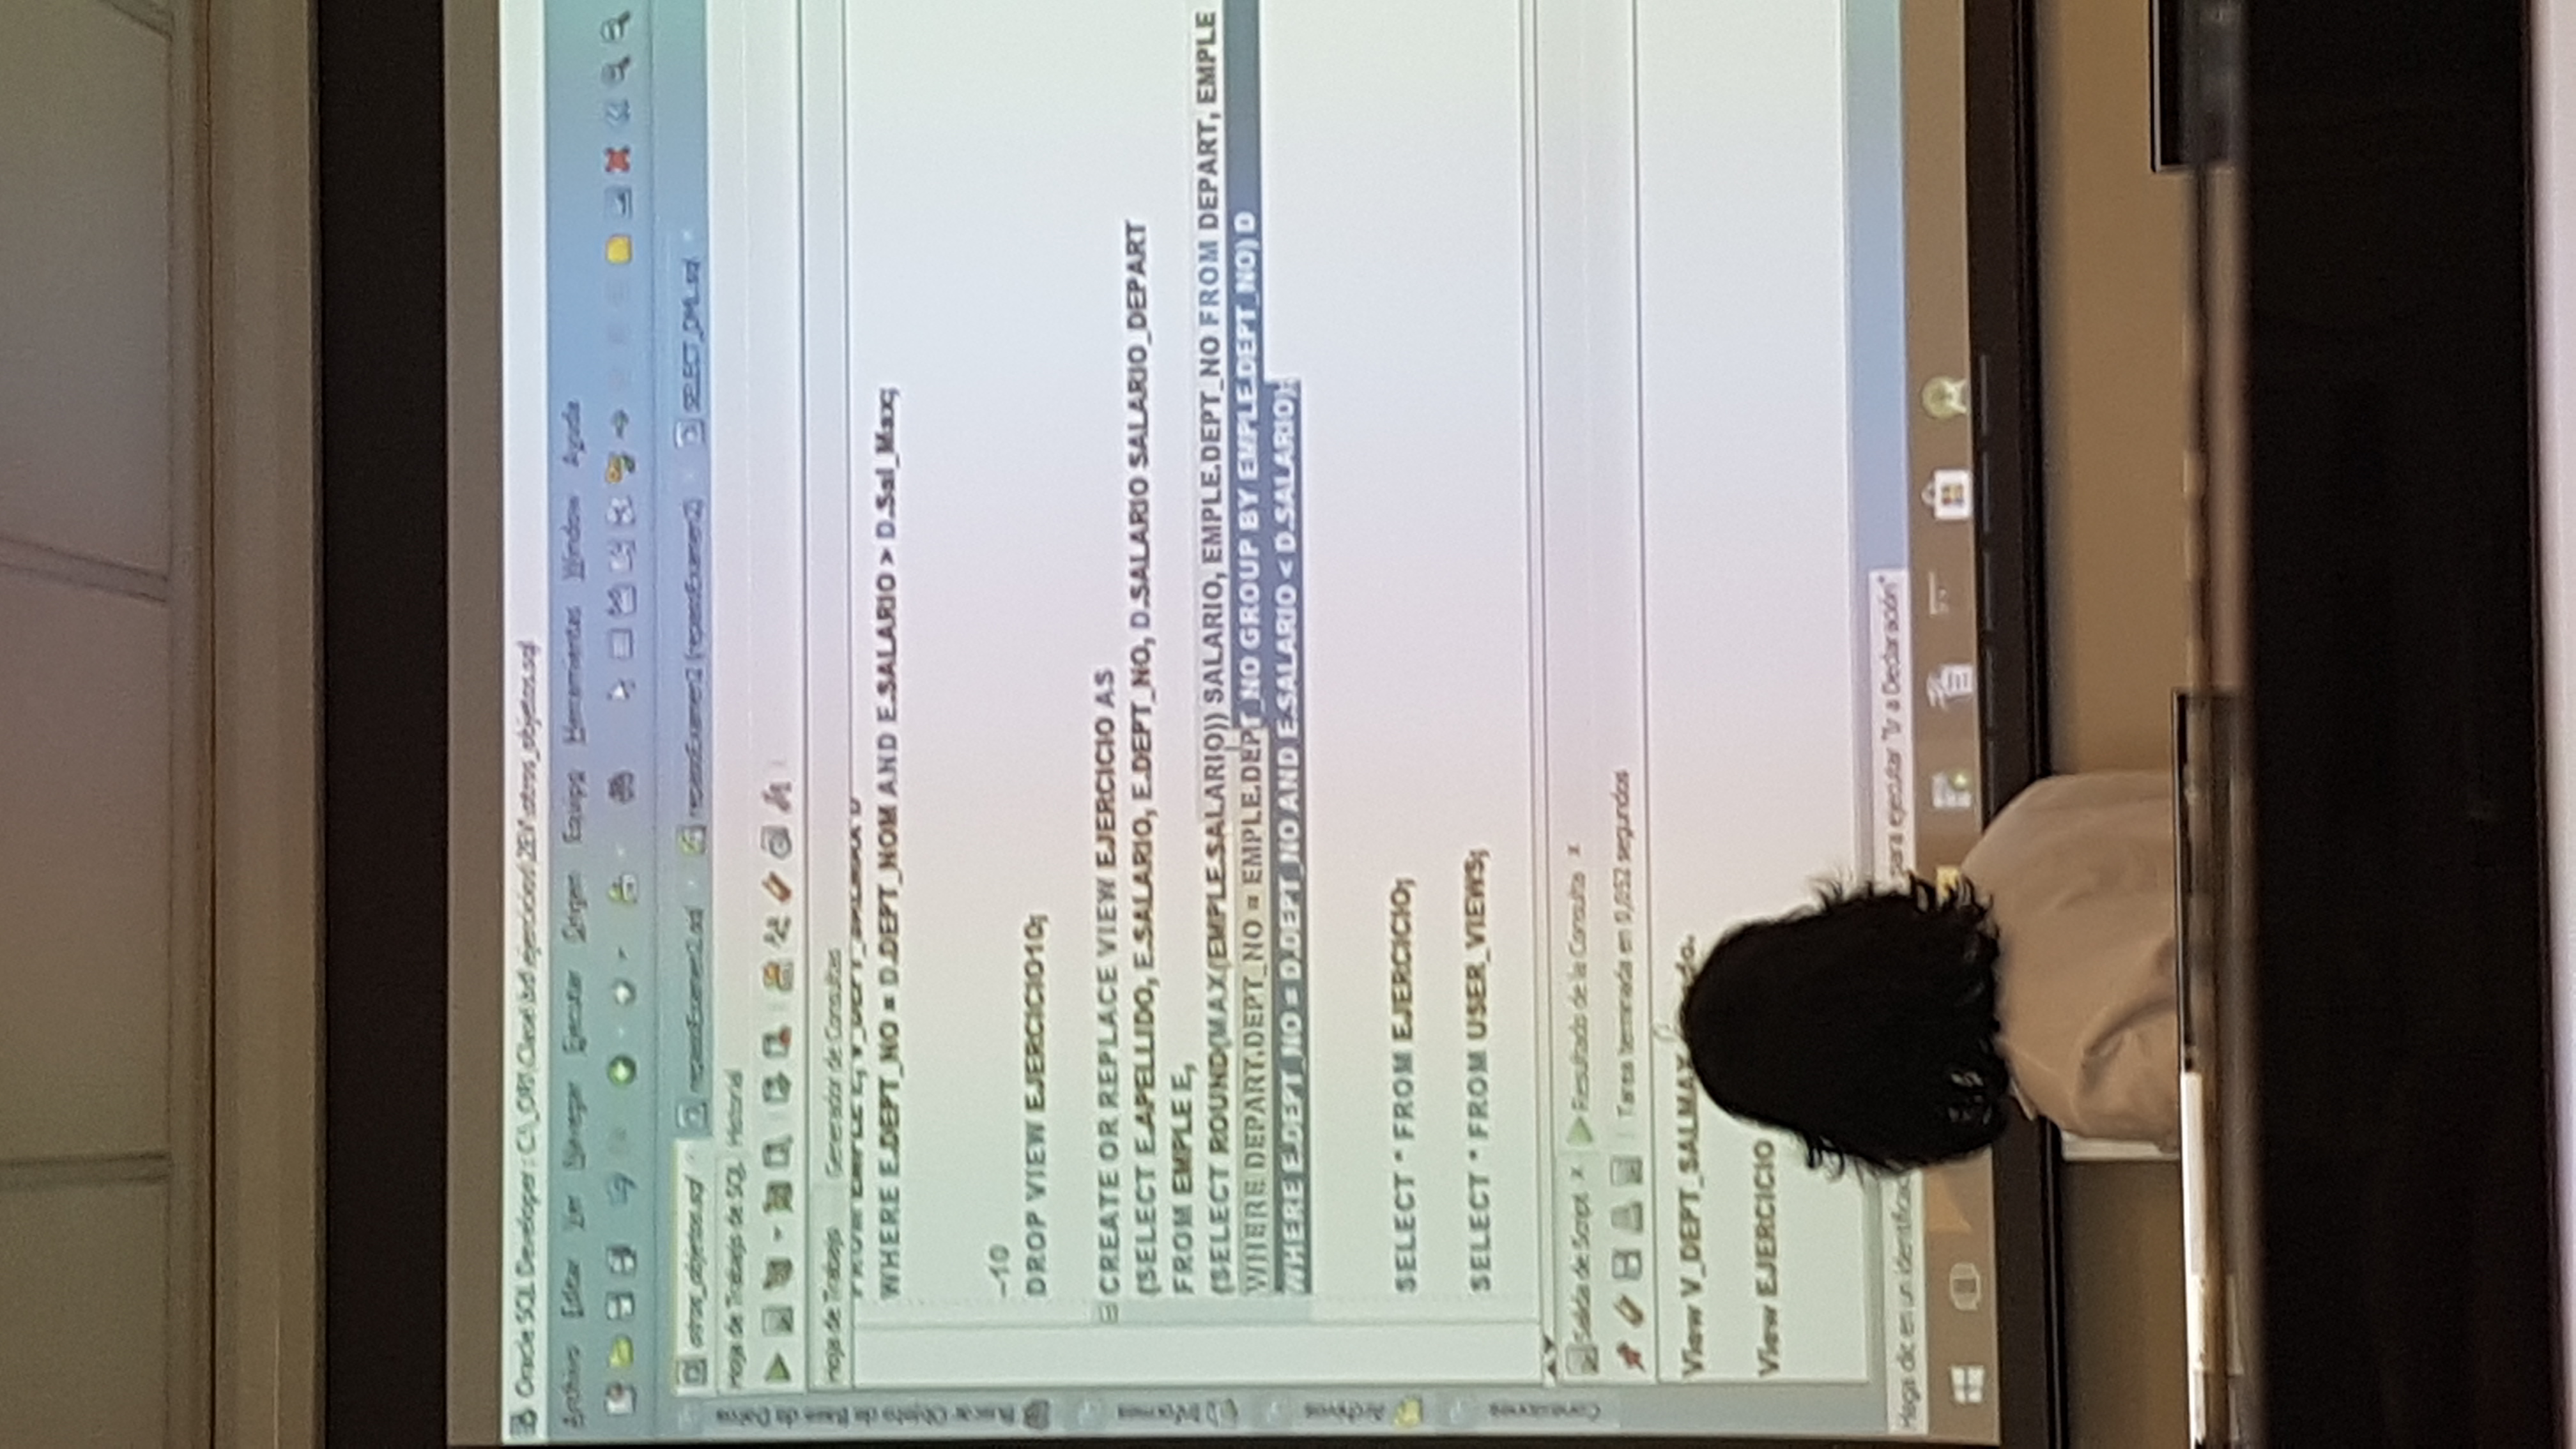 Oracle SQL Developer : C:\_ORI\Clase\bd\ejercicios\2EV\otros_objetos.sql
Archivo Editar Ver Navegar Ejecutar Origen Equipo Herramientas Window Ayuda
otros_objetos.sql repasoExamen2.sql repasoExamen2 (repasoExamen2) SELECT_DML.sql
Hoja de Trabajo de SQL Historial
Hoja de Trabajo Generador de Consultas
FROM EMPLE E, V_DEPT_SALMAX D
WHERE E.DEPT_NO = D.DEPT_NOM AND E.SALARIO > D.Sal_Max;
--10
DROP VIEW EJERCICIO10;
CREATE OR REPLACE VIEW EJERCICIO AS
(SELECT E.APELLIDO, E.SALARIO, E.DEPT_NO, D.SALARIO SALARIO_DEPART
FROM EMPLE E,
(SELECT ROUND(MAX(EMPLE.SALARIO)) SALARIO, EMPLE.DEPT_NO FROM DEPART, EMPLE
WHERE DEPART.DEPT_NO = EMPLE.DEPT_NO GROUP BY EMPLE.DEPT_NO) D
WHERE E.DEPT_NO = D.DEPT_NO AND E.SALARIO < D.SALARIO);
SELECT * FROM EJERCICIO;
SELECT * FROM USER_VIEWS;
Salida de Script x Resultado de la Consulta x
Tarea terminada en 0,052 segundos
View V_DEPT_SALMAX
View EJERCICIO
Haga clic en un para ejecutar "Ir a Declaración"
Buscar Objeto de Base de Datos
Informes
Archivos
Conexiones